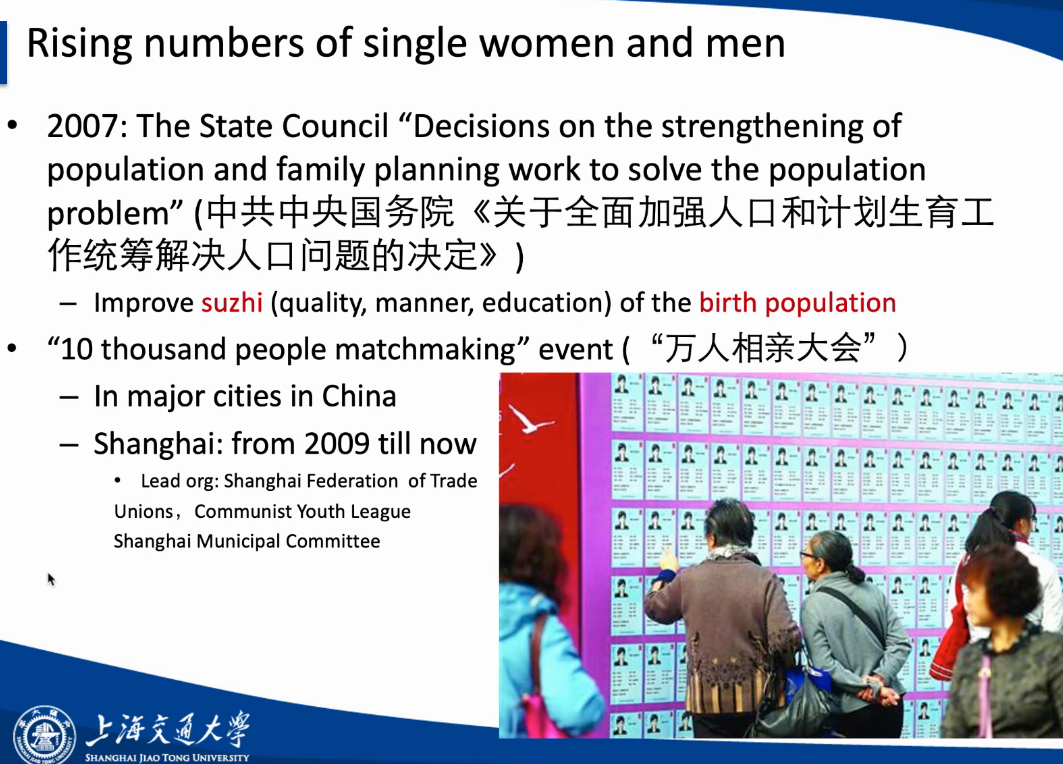 Rising numbers of single women and men
• 2007: The State Council “Decisions on the strengthening of
population and family planning work to solve the population
problem” (中共中央国务院《关于全面加强人口和计划生育工
作统筹解决人口问题的决定》)
– Improve suzhi (quality, manner, education) of the birth population
• “10 thousand people matchmaking” event (“万人相亲大会”）
– In major cities in China
– Shanghai: from 2009 till now
• Lead org: Shanghai Federation of Trade
Unions，Communist Youth League
Shanghai Municipal Committee
上海交通大学
SHANGHAI JIAO TONG UNIVERSITY